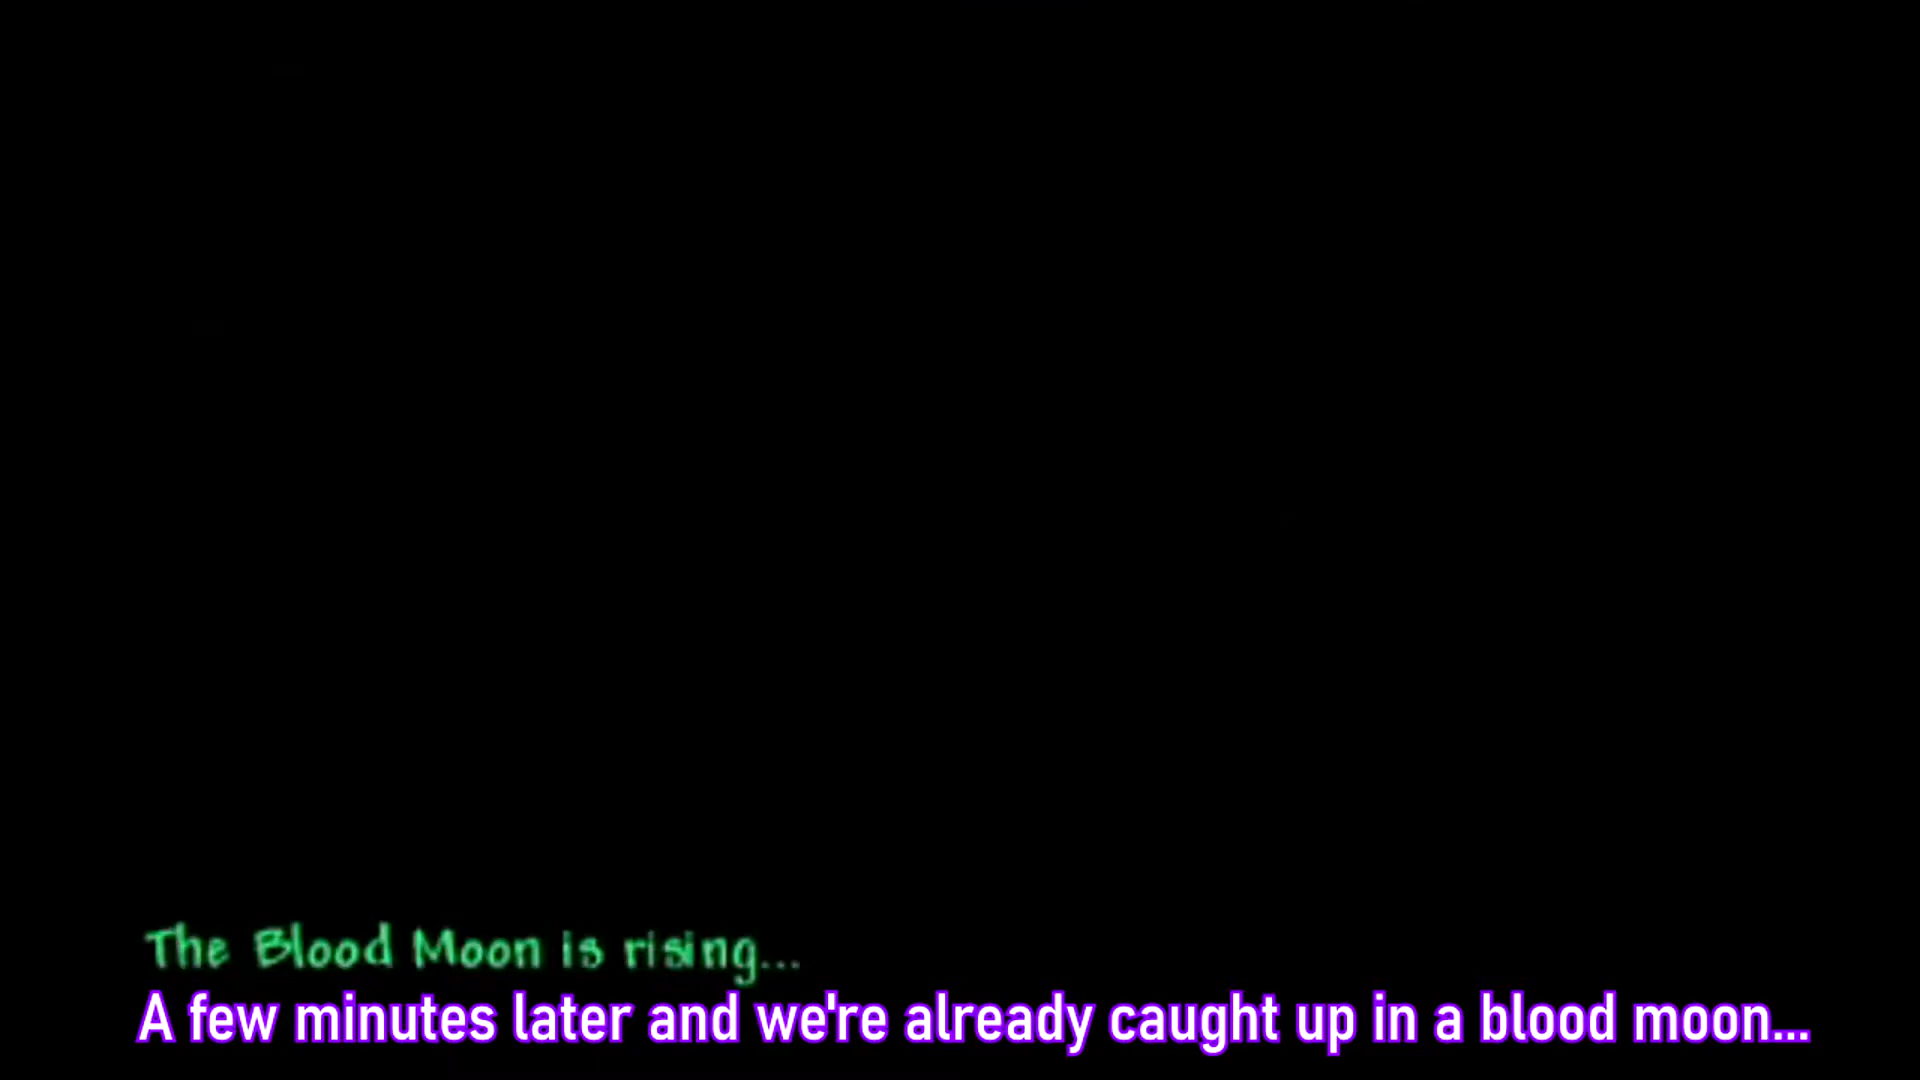 The Blood Moon is rising...
A few minutes later and we're already caught up in a blood moon...